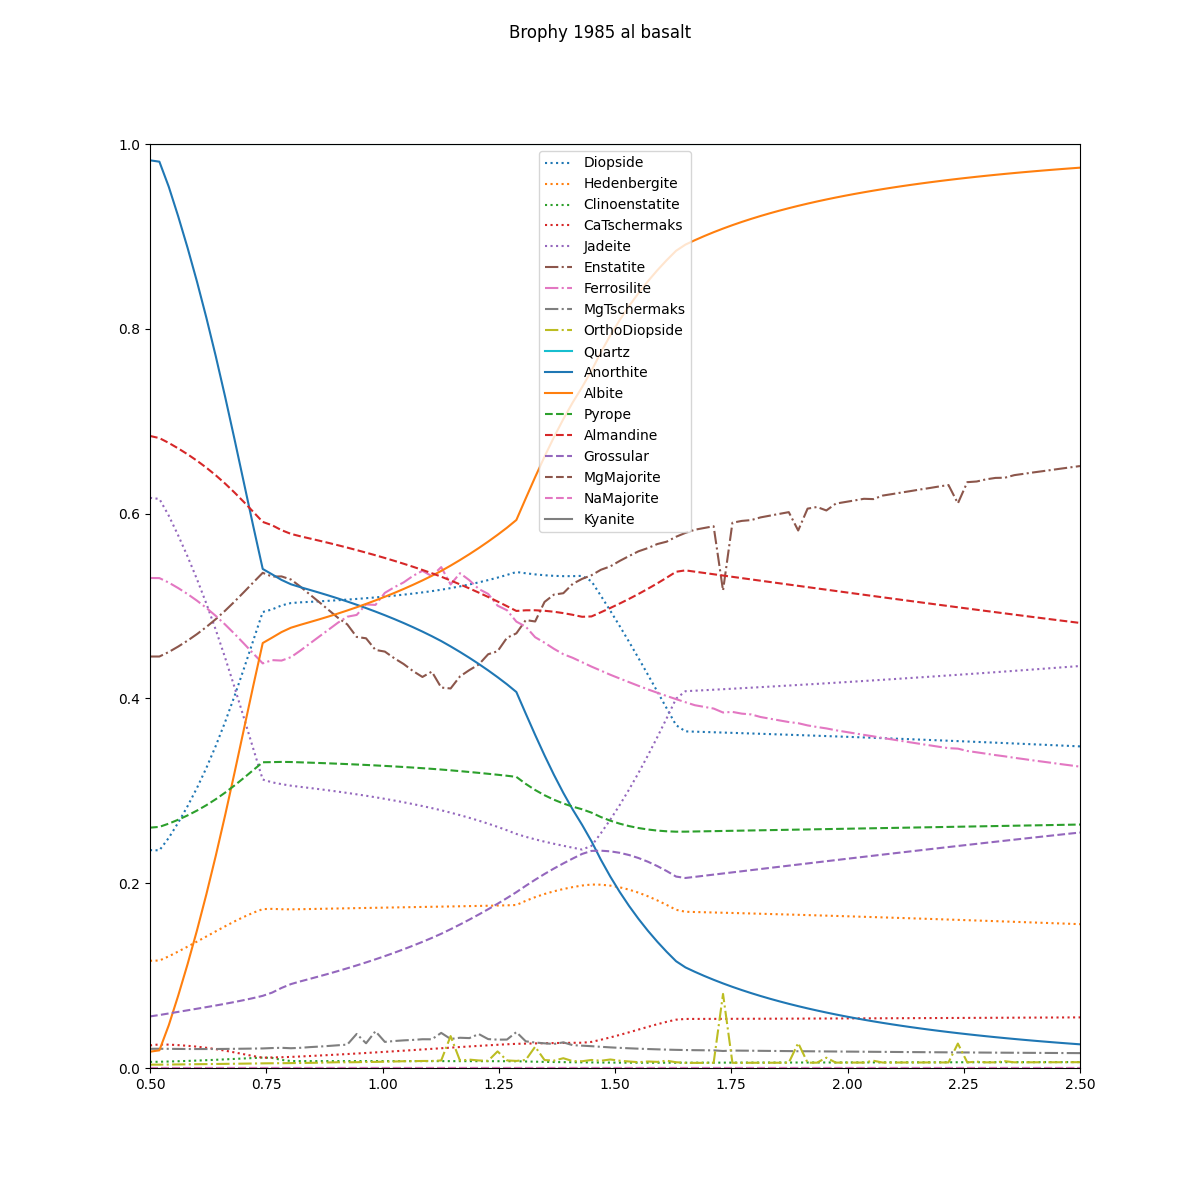 Brophy 1985 al basalt
1.0
0.8
0.6
0.4
0.2
0.0
Diopside
Hedenbergite
Clinoenstatite
CaTschermaks
Jadeite
Enstatite
Ferrosilite
MgTschermaks
OrthoDiopside
Quartz
Anorthite
Albite
Pyrope
Almandine
Grossular
MgMajorite
NaMajorite
Kyanite
0.50 0.75 1.00 1.25 1.50 1.75 2.00 2.25 2.50